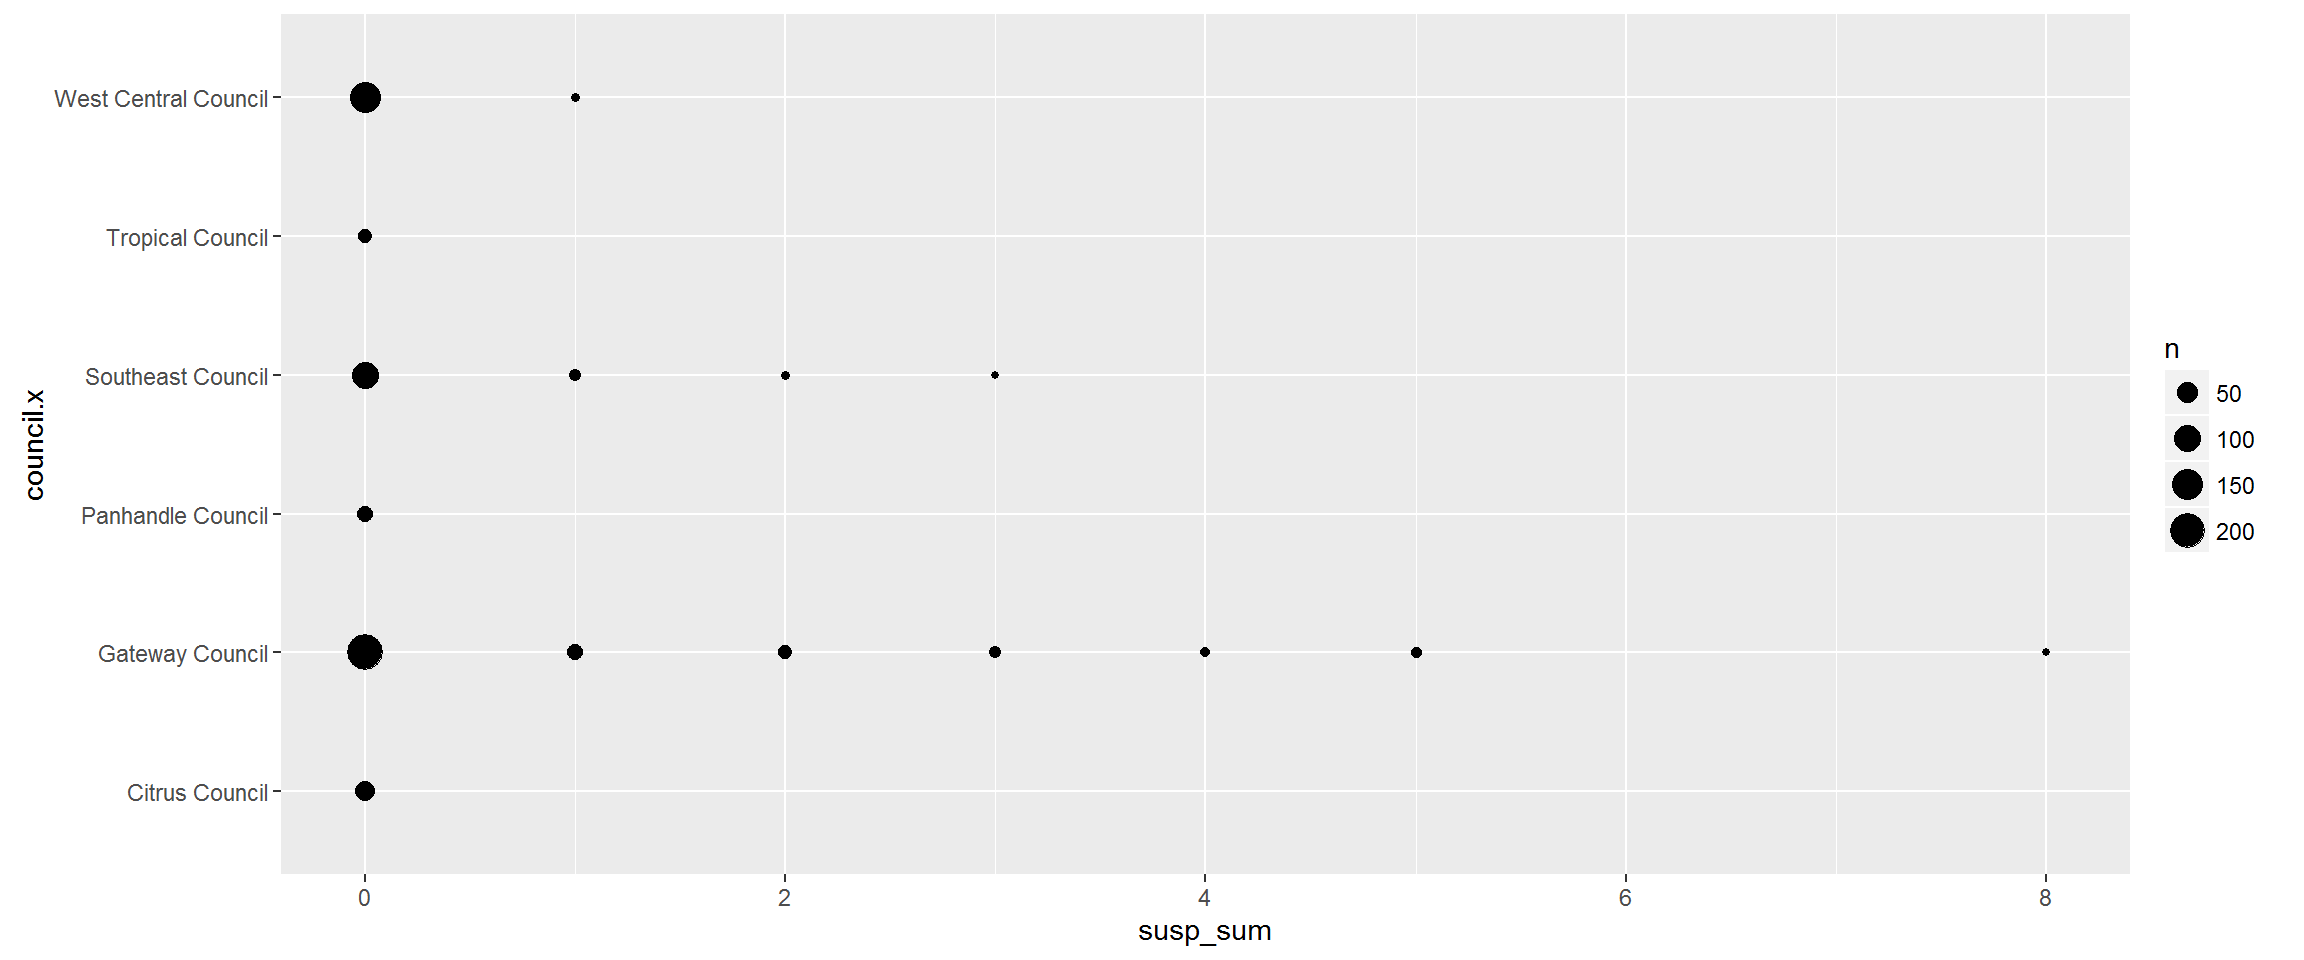 West Central Council
Tropical Council
Southeast Council
Panhandle Council
Gateway Council
Citrus Council
council.x
0 2 4 6 8
susp_sum
n
50
100
150
200